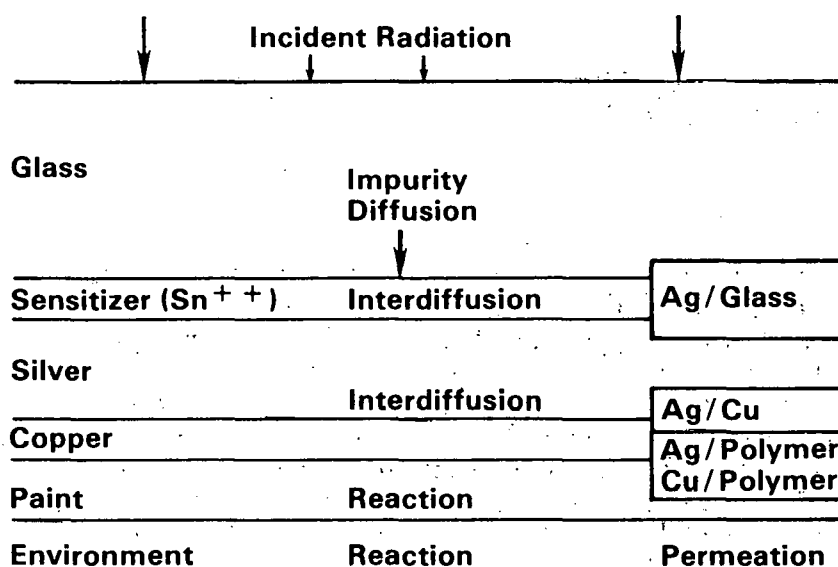 Incident Radiation
Glass
Impurity
Diffusion
Sensitizer (Sn++) Interdiffusion Ag/Glass
Silver
Interdiffusion Ag/Cu
Copper
Ag/Polymer
Cu/Polymer
Paint Reaction
Environment Reaction Permeation